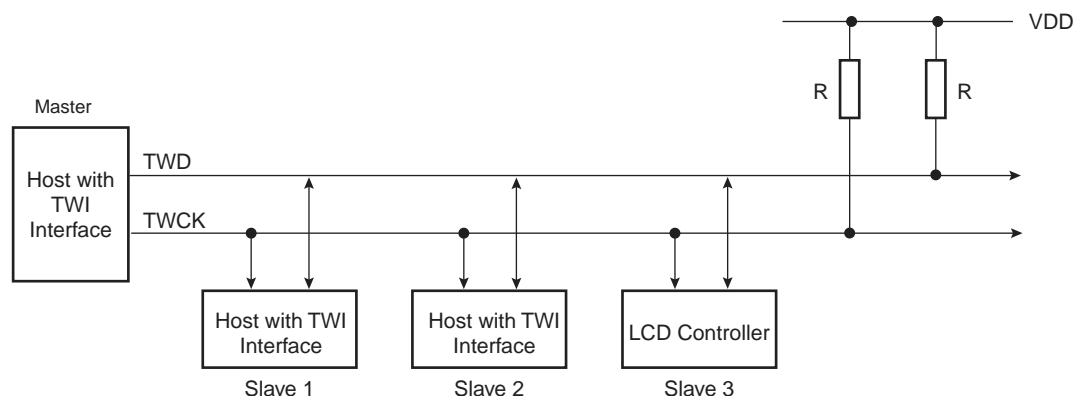 VDD
R
R
Master
Host with
TWI
Interface
TWD
TWCK
Host with TWI
Interface
Host with TWI
Interface
LCD Controller
Slave 1
Slave 2
Slave 3